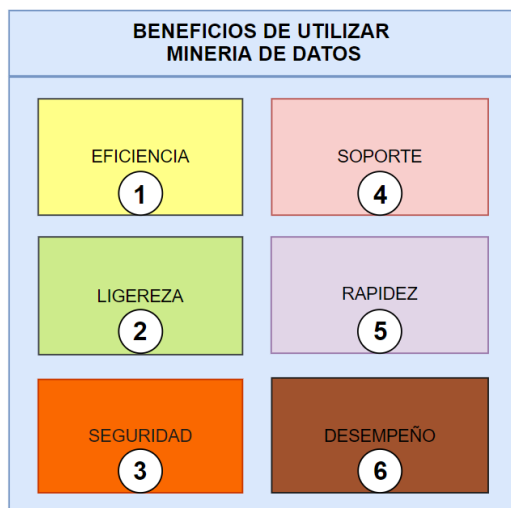 BENEFICIOS DE UTILIZAR
MINERIA DE DATOS
EFICIENCIA
1
SOPORTE
4
LIGEREZA
2
RAPIDEZ
5
SEGURIDAD
3
DESEMPEÑO
6